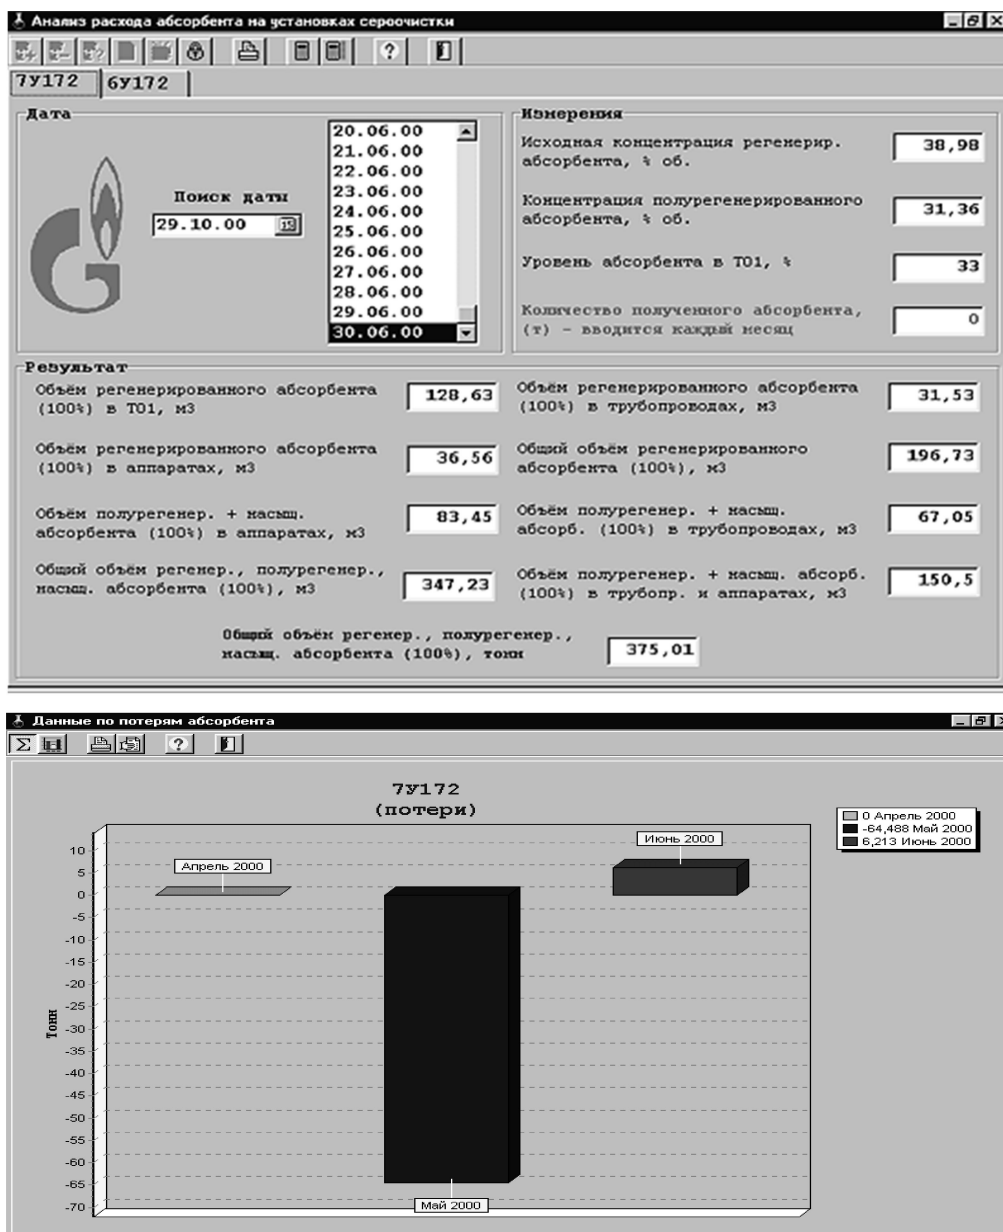 Анализ расхода абсорбента на установках сероочистки
7У172
6У172
Дата
Поиск даты
29.10.00
15
20.06.00
21.06.00
22.06.00
23.06.00
24.06.00
25.06.00
26.06.00
27.06.00
28.06.00
29.06.00
30.06.00
Измерения
Исходная концентрация регенерир.
абсорбента, % об.
38,98
Концентрация полурегенерированного
абсорбента, % об.
31,36
Уровень абсорбента в Т01, %
33
Количество полученного абсорбента,
(т) - вводится каждый месяц
0
Результат
Объём регенерированного абсорбента
(100%) в Т01, м3
128,63
Объём регенерированного абсорбента
(100%) в трубопроводах, м3
31,53
Объём регенерированного абсорбента
(100%) в аппаратах, м3
36,56
Общий объём регенерированного
абсорбента (100%), м3
196,73
Объём полурегенер. + насыщ.
абсорбента (100%) в аппаратах, м3
83,45
Объём полурегенер. + насыщ.
абсорб. (100%) в трубопроводах, м3
67,05
Общий объём регенер., полурегенер.,
насыщ. абсорбента (100%), м3
347,23
Объём полурегенер. + насыщ. абсорб.
(100%) в трубопр. и аппаратах, м3
150,5
Общий объём регенер., полурегенер.,
насыщ. абсорбента (100%), тонн
375,01
Данные по потерям абсорбента
7У172
(потери)
0 Апрель 2000
-64,488 Май 2000
6,213 Июнь 2000
Тонн
10
5
0
-5
-10
-15
-20
-25
-30
-35
-40
-45
-50
-55
-60
-65
-70
Апрель 2000
Июнь 2000
Май 2000